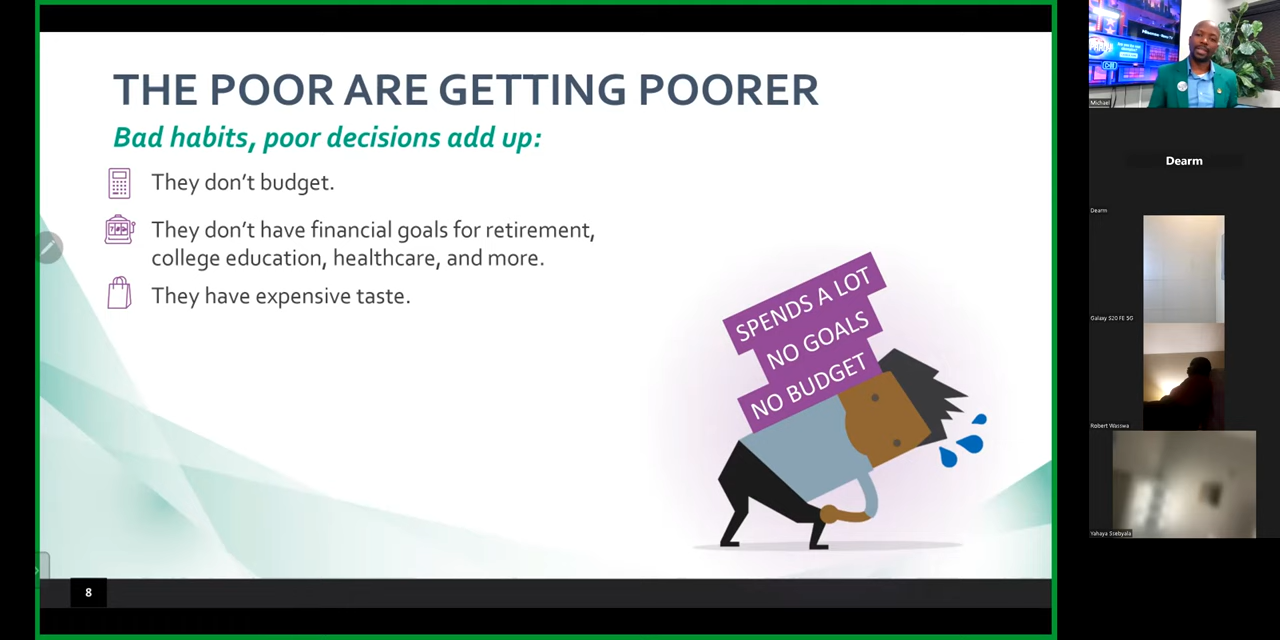 THE POOR ARE GETTING POORER
Bad habits, poor decisions add up:
They don't budget.
They don't have financial goals for retirement,
college education, healthcare, and more.
They have expensive taste.
SPENDS A LOT
NO GOALS
NO BUDGET
8
Michael
Dearm
Dearm
Galaxy S20 FE 5G
Robert Waswa
Yahaya Ssebyala